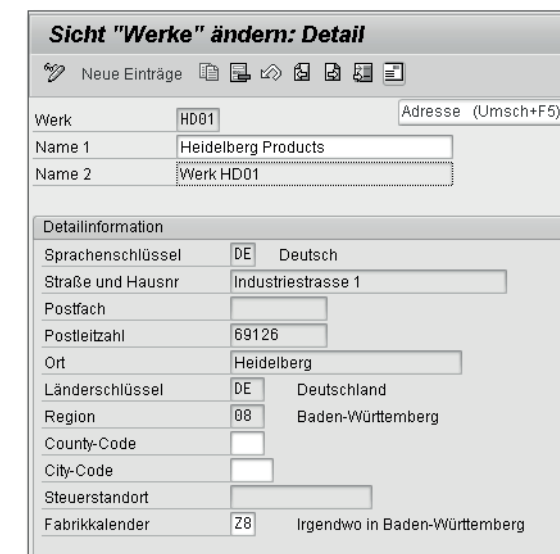 Sicht "Werke" ändern: Detail
Neue Einträge
Adresse (Umsch+F5)
Werk HD01
Name 1 Heidelberg Products
Name 2 Werk HD01
Detailinformation
Sprachenschlüssel DE Deutsch
Straße und Hausnr Industriestrasse 1
Postfach
Postleitzahl 69126
Ort Heidelberg
Länderschlüssel DE Deutschland
Region 08 Baden-Württemberg
County-Code
City-Code
Steuerstandort
Fabrikkalender Z8 Irgendwo in Baden-Württemberg